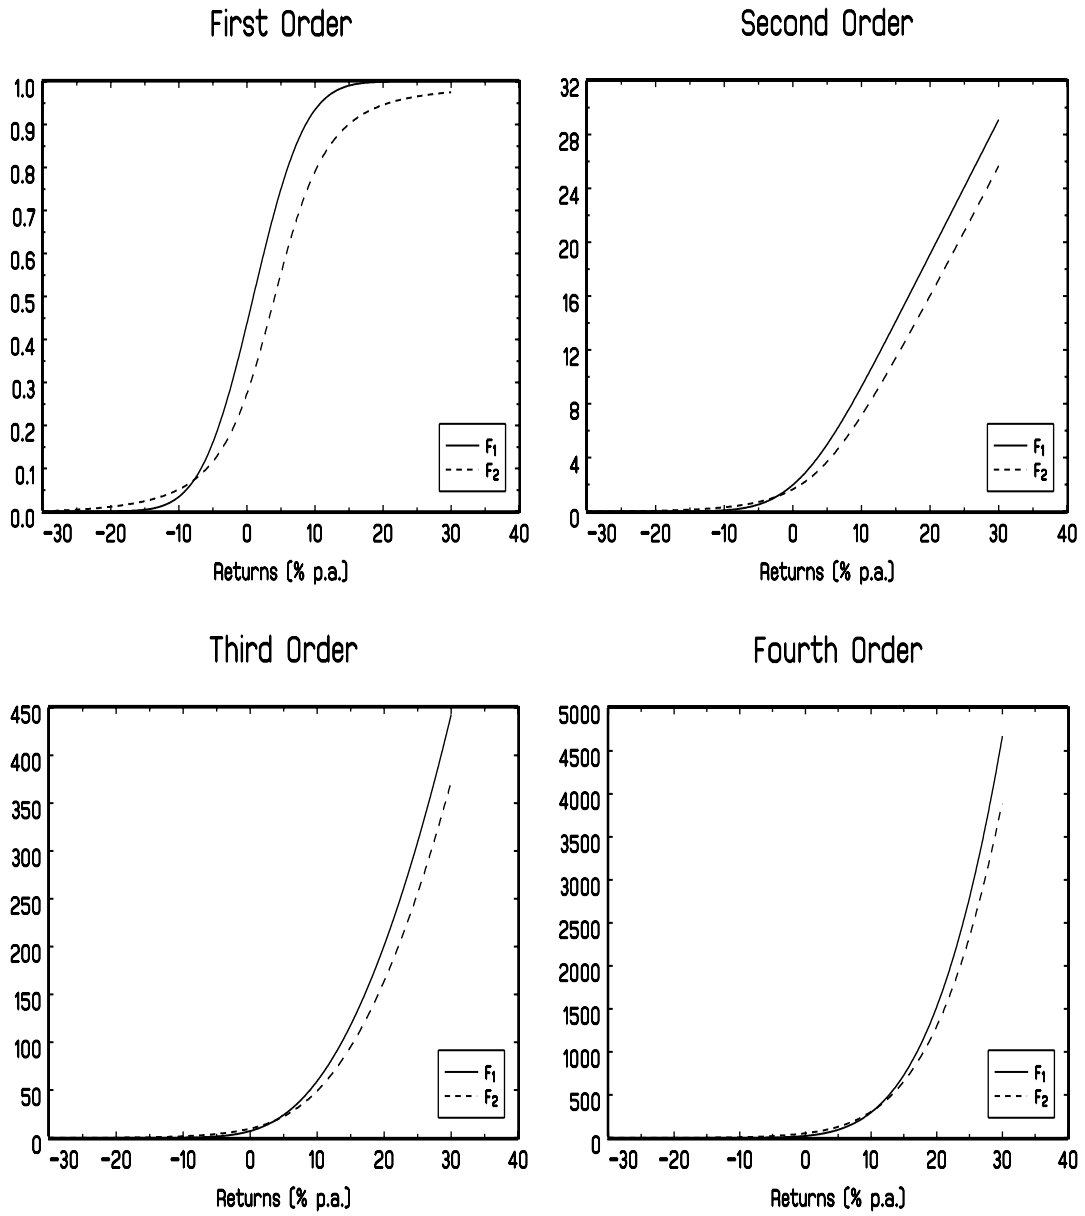 First Order
1.0
0.9
0.8
0.7
0.6
0.5
0.4
0.3
0.2
0.1
0.0
F1
F2
-30 -20 -10 0 10 20 30 40
Returns (% p.a.)
Second Order
32
28
24
20
16
12
8
4
0
F1
F2
-30 -20 -10 0 10 20 30 40
Returns (% p.a.)
Third Order
450
400
350
300
250
200
150
100
50
0
F1
F2
-30 -20 -10 0 10 20 30 40
Returns (% p.a.)
Fourth Order
5000
4500
4000
3500
3000
2500
2000
1500
1000
500
0
F1
F2
-30 -20 -10 0 10 20 30 40
Returns (% p.a.)